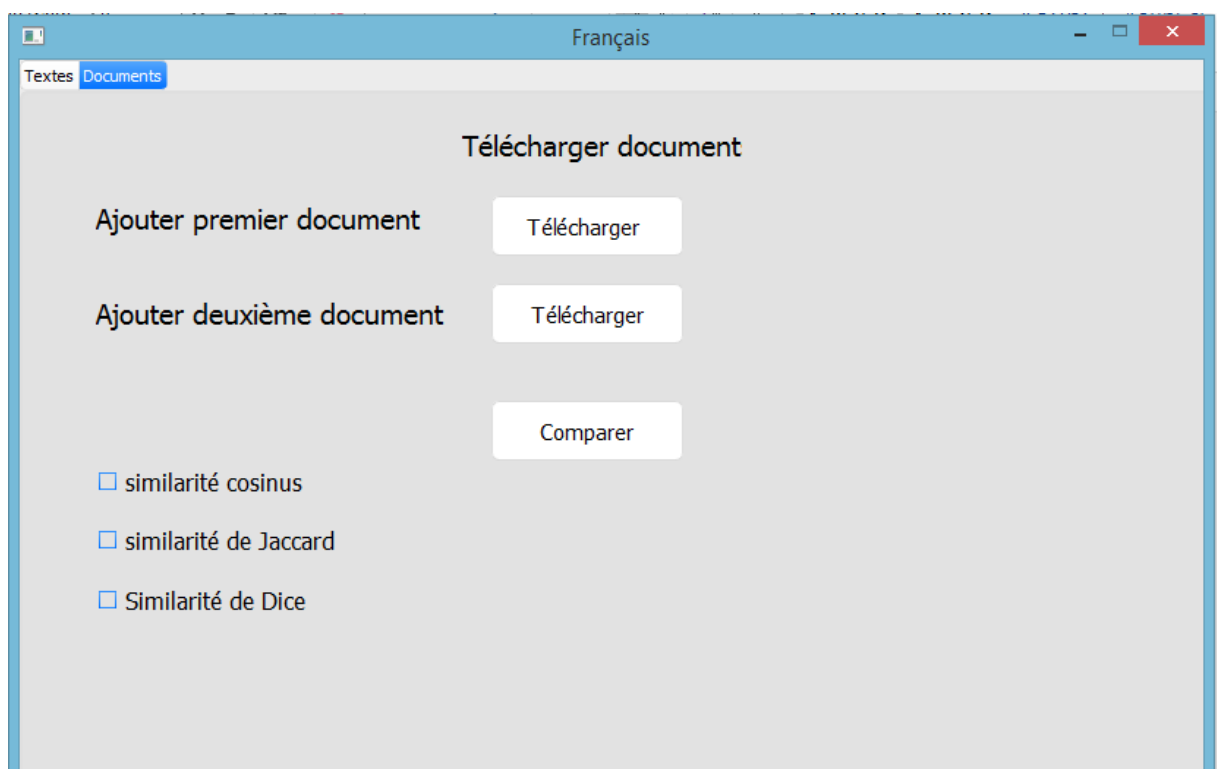 Français
Textes Documents
Télécharger document
Ajouter premier document Télécharger
Ajouter deuxième document Télécharger
Comparer
similarité cosinus
similarité de Jaccard
Similarité de Dice